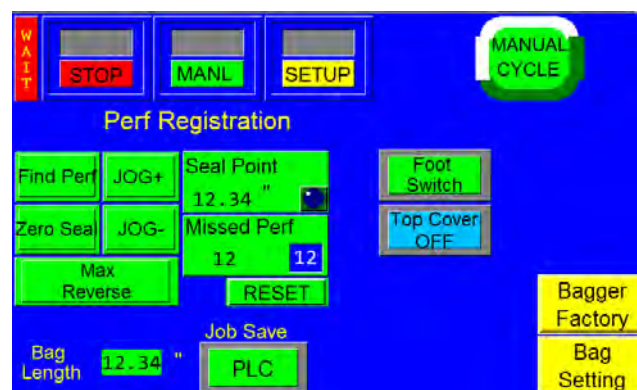 WAIT
STOP
MANL
SETUP
MANUAL
CYCLE
Perf Registration
Find Perf
JOG+
Seal Point
12.34 "
Foot
Switch
Zero Seal
JOG-
Missed Perf
12 12
Top Cover
OFF
Max
Reverse
RESET
Bagger
Factory
Job Save
Bag
Length
12.34 "
PLC
Bag
Setting